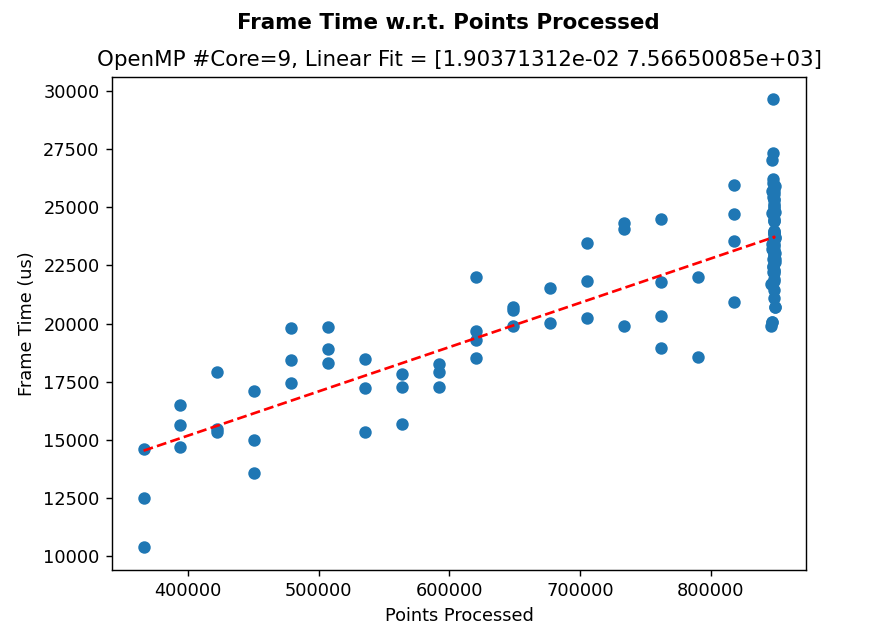 Frame Time w.r.t. Points Processed
OpenMP #Core=9, Linear Fit = [1.90371312e-02 7.56650085e+03]
30000
27500
25000
22500
20000
17500
15000
12500
10000
Frame Time (us)
400000 500000 600000 700000 800000
Points Processed